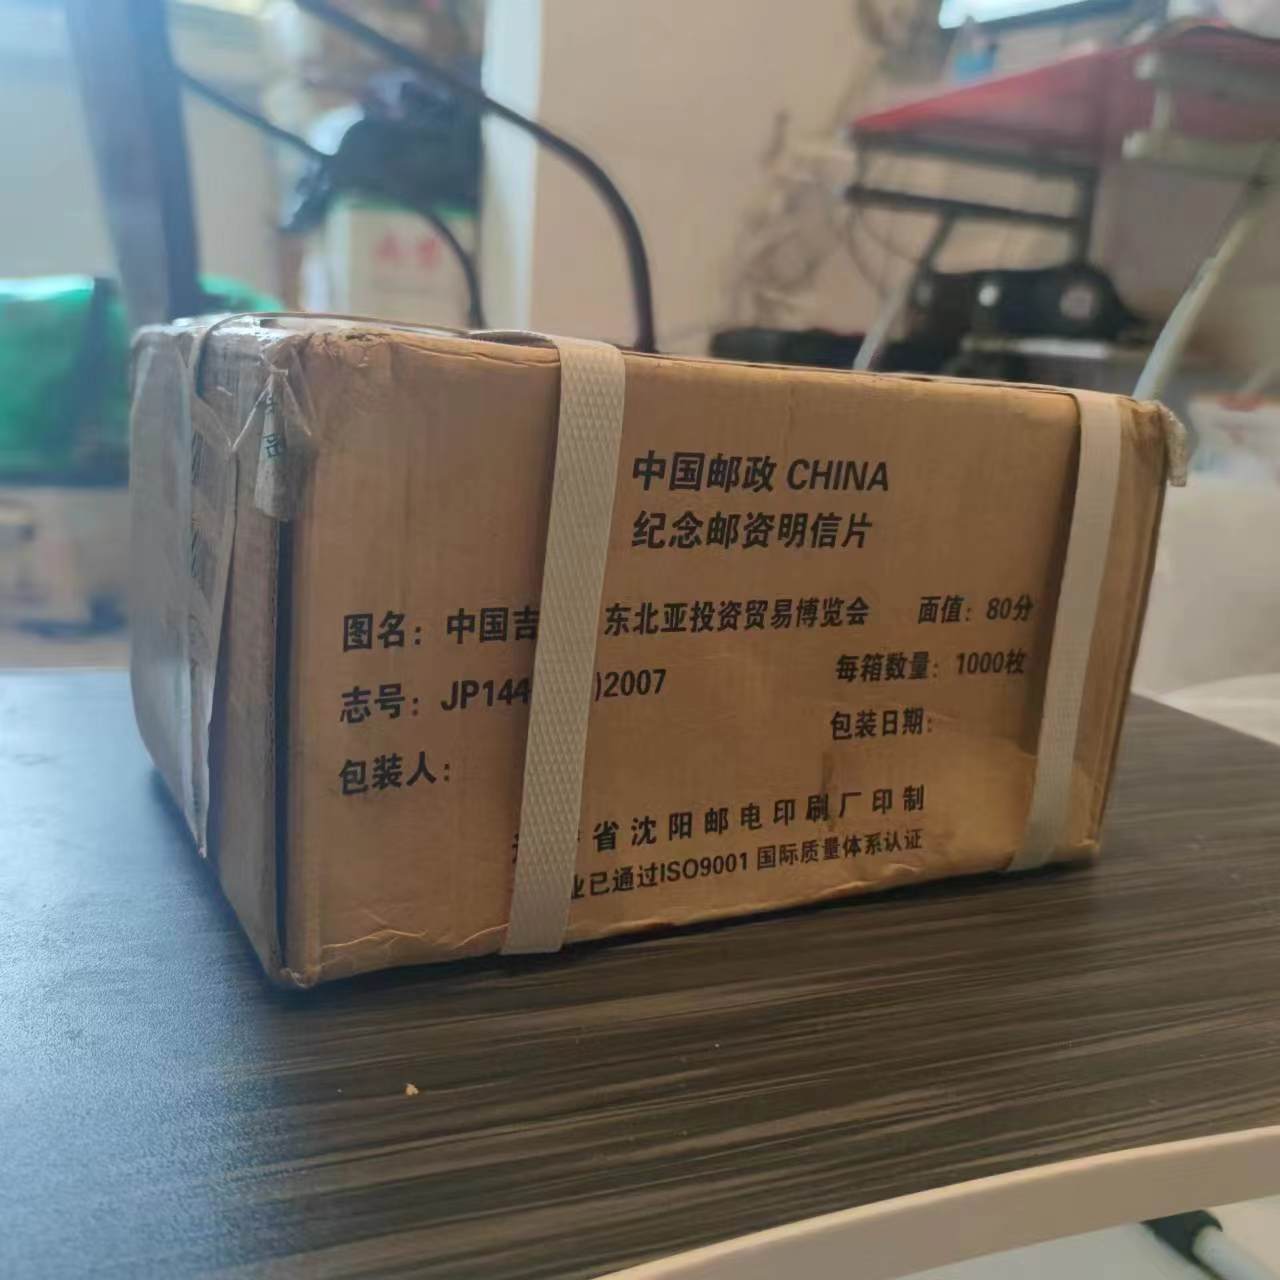 中国邮政 CHINA
纪念邮资明信片
图名：中国吉 东北亚投资贸易博览会 面值：80分
志号：JP144 )2007 每箱数量：1000枚
包装人： 包装日期：
省沈阳邮电印刷厂印制
业已通过ISO9001 国际质量体系认证